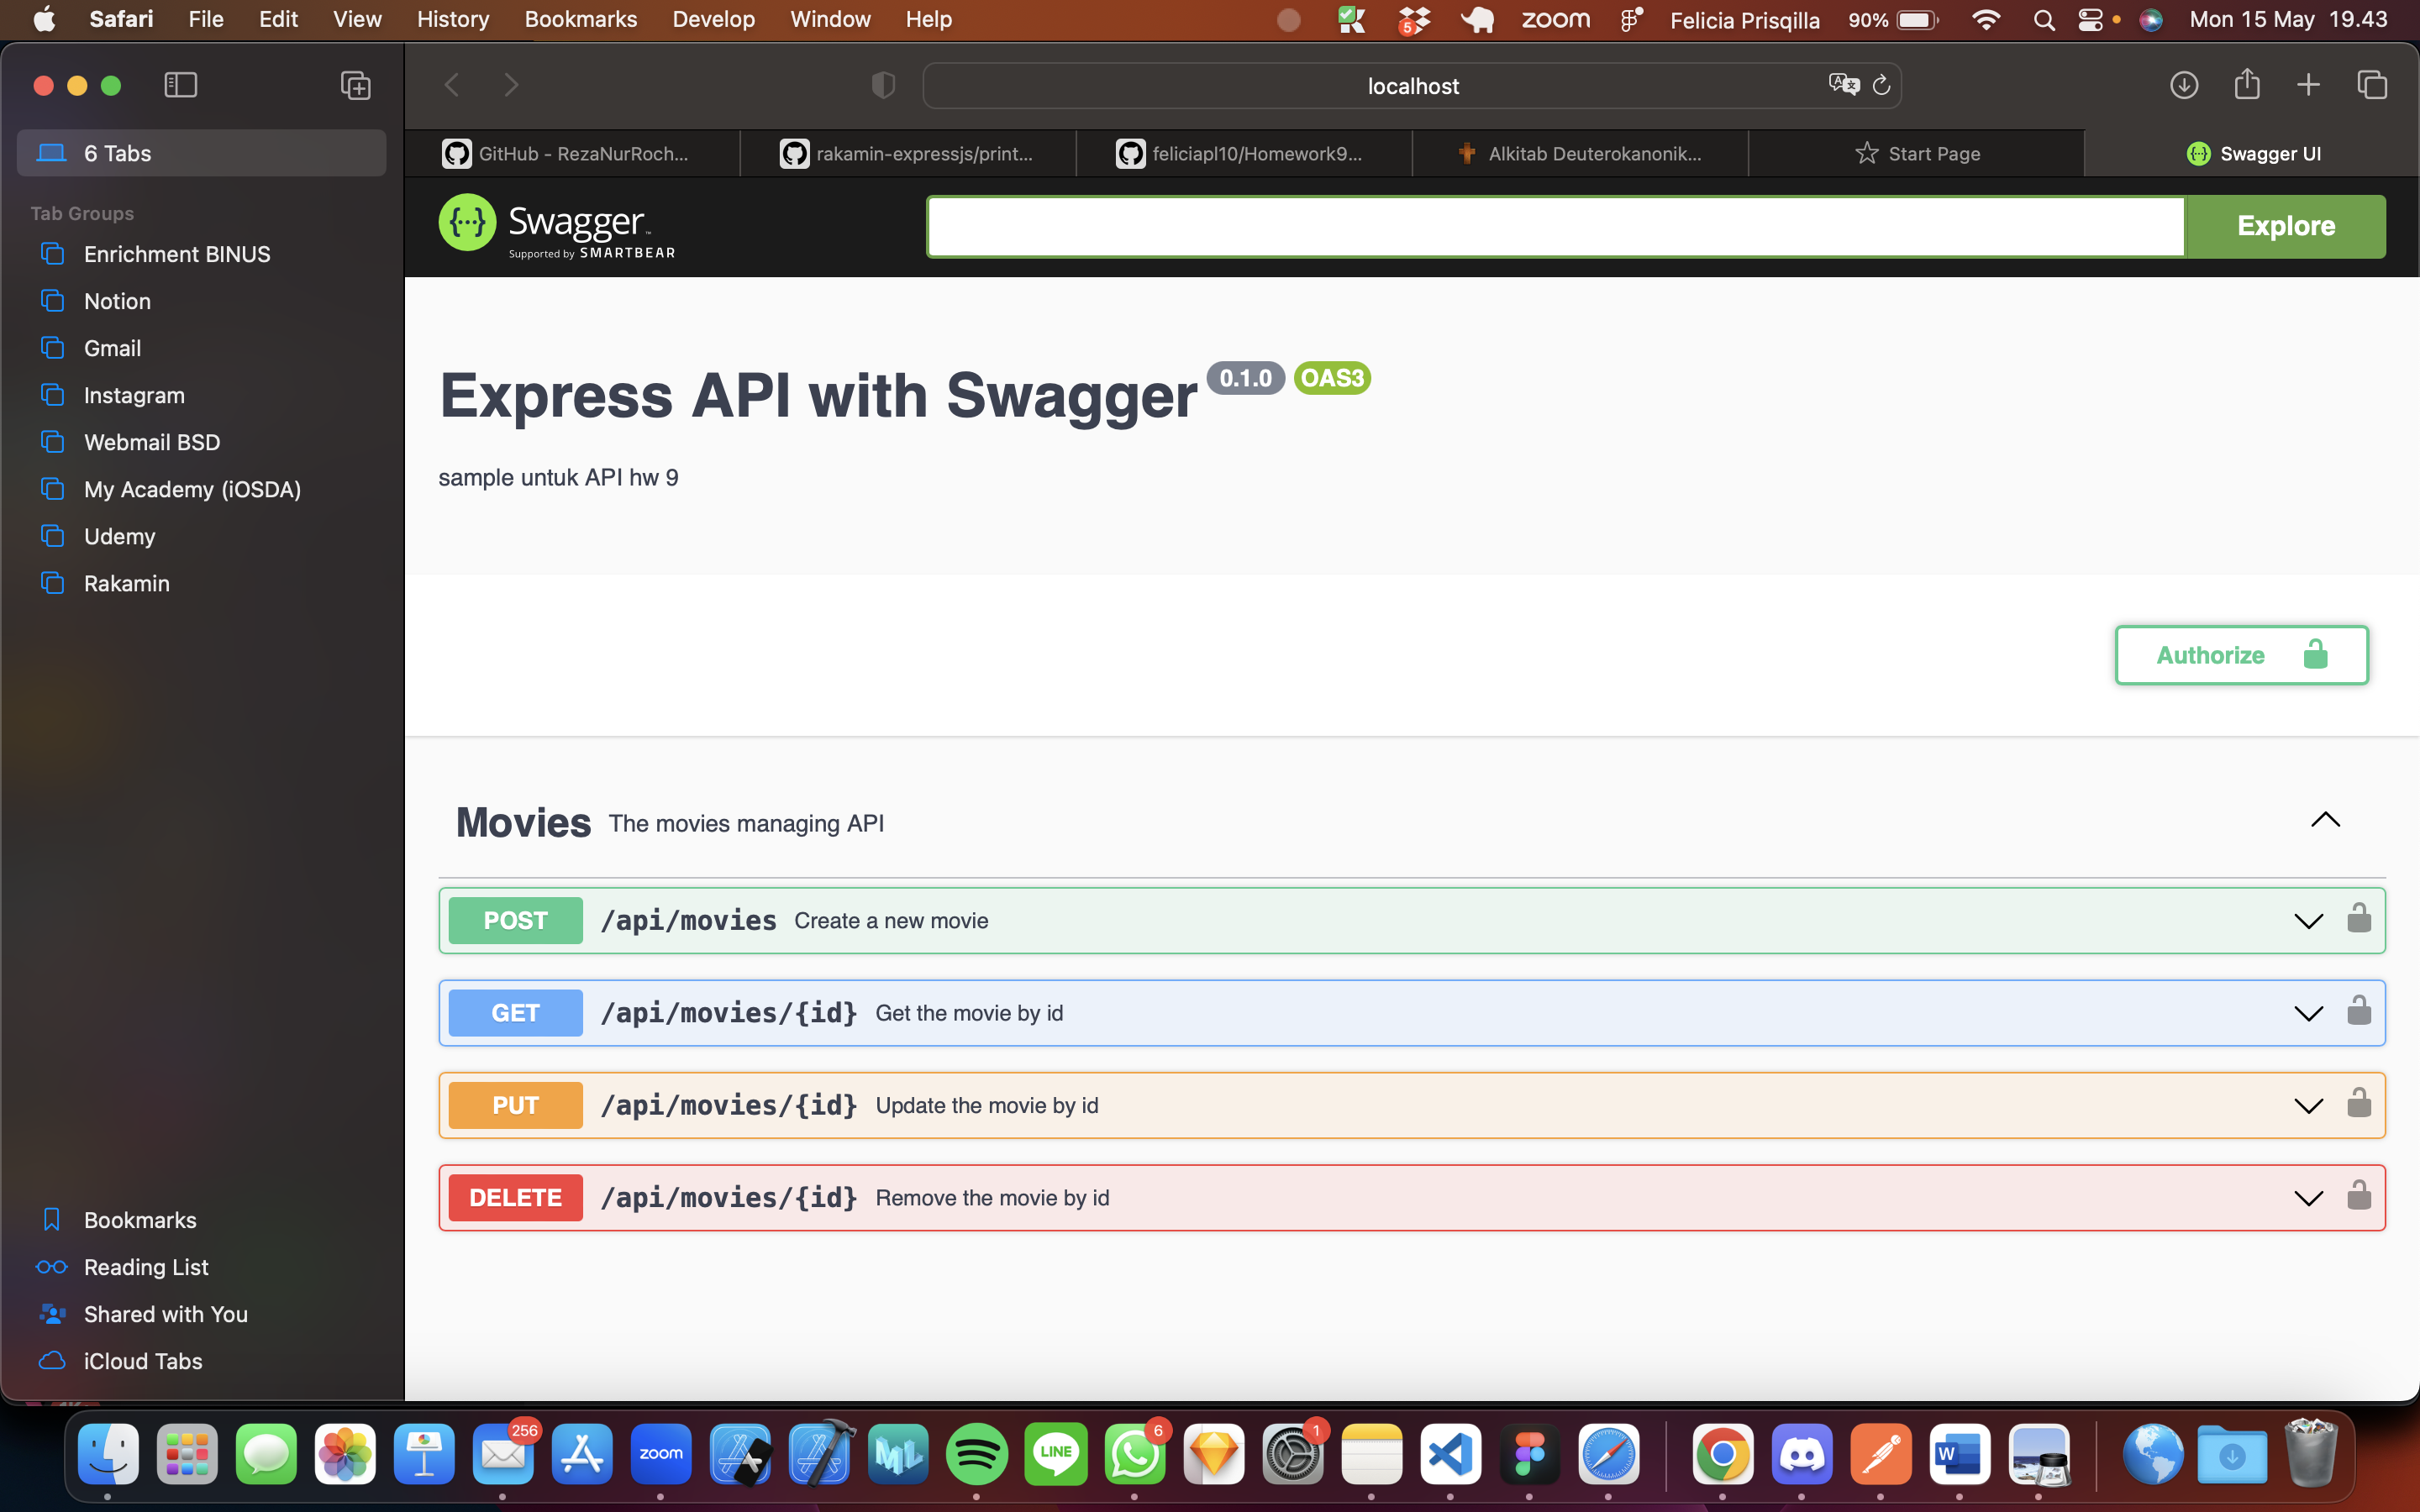 Safari File Edit View History Bookmarks Develop Window Help
5 zoom Felicia Prisqilla 90% Mon 15 May 19.43
localhost
6 Tabs
GitHub - RezaNurRoch...
rakamin-expressjs/print...
feliciapl10/Homework9...
Alkitab Deuterokanonik...
Start Page
Swagger UI
Tab Groups
Enrichment BINUS
Notion
Gmail
Instagram
Webmail BSD
My Academy (iOSDA)
Udemy
Rakamin
Bookmarks
Reading List
Shared with You
iCloud Tabs
{···} Swagger™
Supported by SMARTBEAR
Explore
Express API with Swagger 0.1.0 OAS3
sample untuk API hw 9
Authorize
Movies The movies managing API
POST /api/movies Create a new movie
GET /api/movies/{id} Get the movie by id
PUT /api/movies/{id} Update the movie by id
DELETE /api/movies/{id} Remove the movie by id
256 6 1
zoom ML LINE W